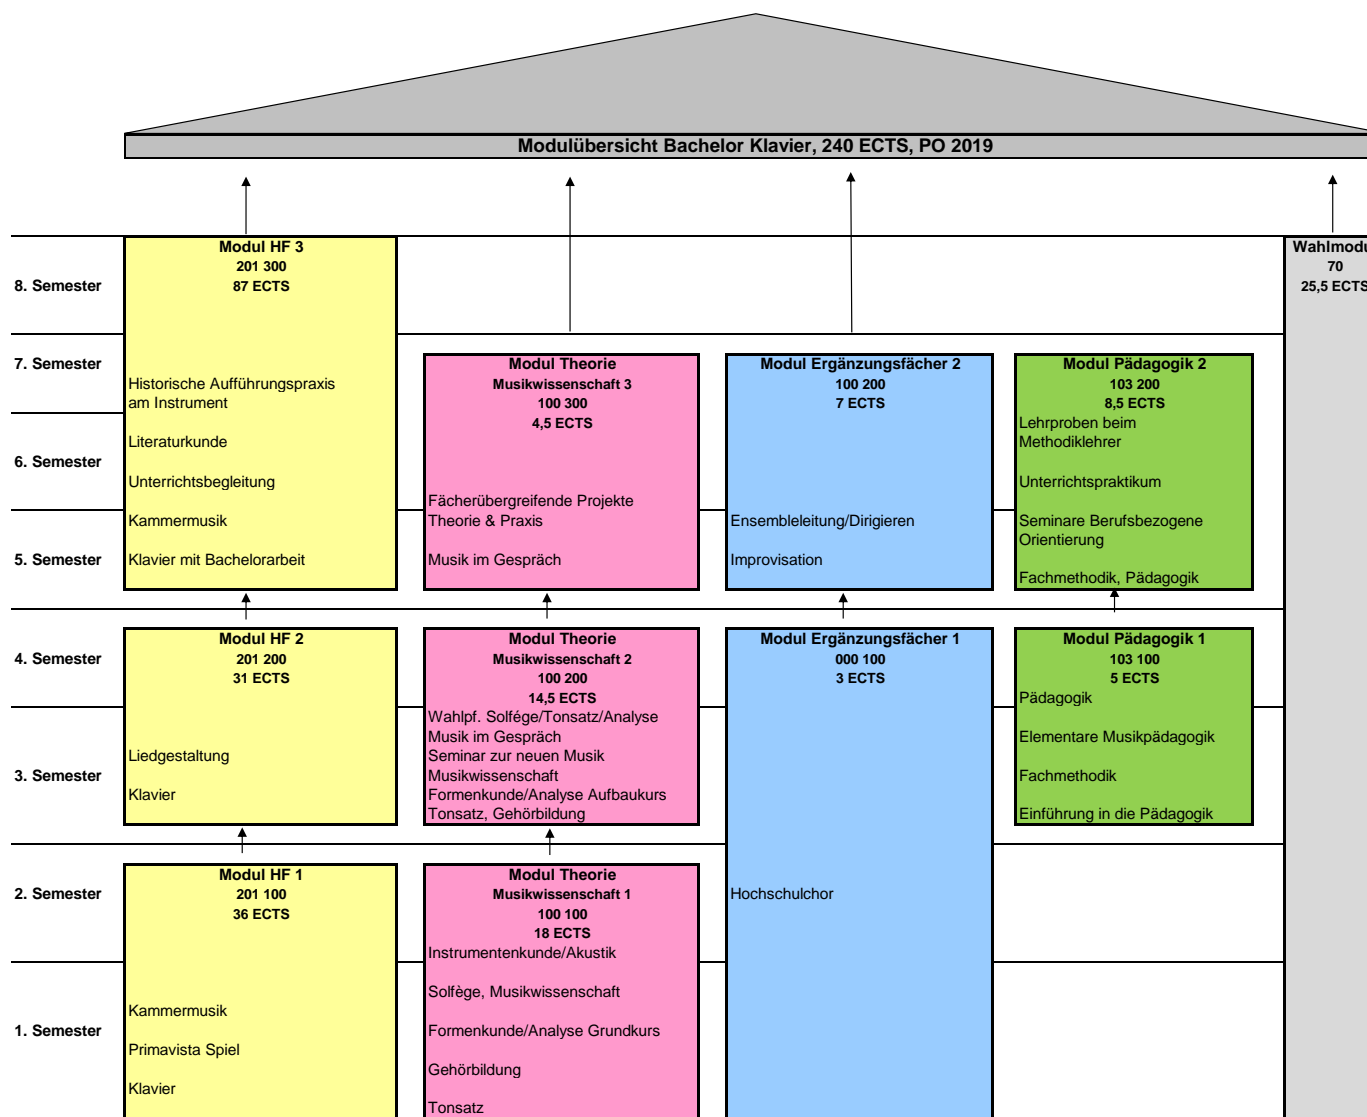 Modulübersicht Bachelor Klavier, 240 ECTS, PO 2019
8. Semester
Modul HF 3
201 300
87 ECTS
Historische Aufführungspraxis
am Instrument
Literaturkunde
Unterrichtsbegleitung
Kammermusik
Klavier mit Bachelorarbeit
Wahlmodu
70
25,5 ECTS
7. Semester
6. Semester
5. Semester
Modul Theorie
Musikwissenschaft 3
100 300
4,5 ECTS
Fächerübergreifende Projekte
Theorie & Praxis
Musik im Gespräch
Modul Ergänzungsfächer 2
100 200
7 ECTS
Ensembleleitung/Dirigieren
Improvisation
Modul Pädagogik 2
103 200
8,5 ECTS
Lehrproben beim
Methodiklehrer
Unterrichtspraktikum
Seminare Berufsbezogene
Orientierung
Fachmethodik, Pädagogik
4. Semester
3. Semester
Modul HF 2
201 200
31 ECTS
Liedgestaltung
Klavier
Modul Theorie
Musikwissenschaft 2
100 200
14,5 ECTS
Wahlpf. Solfége/Tonsatz/Analyse
Musik im Gespräch
Seminar zur neuen Musik
Musikwissenschaft
Formenkunde/Analyse Aufbaukurs
Tonsatz, Gehörbildung
Modul Ergänzungsfächer 1
000 100
3 ECTS
Hochschulchor
Modul Pädagogik 1
103 100
5 ECTS
Pädagogik
Elementare Musikpädagogik
Fachmethodik
Einführung in die Pädagogik
2. Semester
1. Semester
Modul HF 1
201 100
36 ECTS
Kammermusik
Primavista Spiel
Klavier
Modul Theorie
Musikwissenschaft 1
100 100
18 ECTS
Instrumentenkunde/Akustik
Solfège, Musikwissenschaft
Formenkunde/Analyse Grundkurs
Gehörbildung
Tonsatz